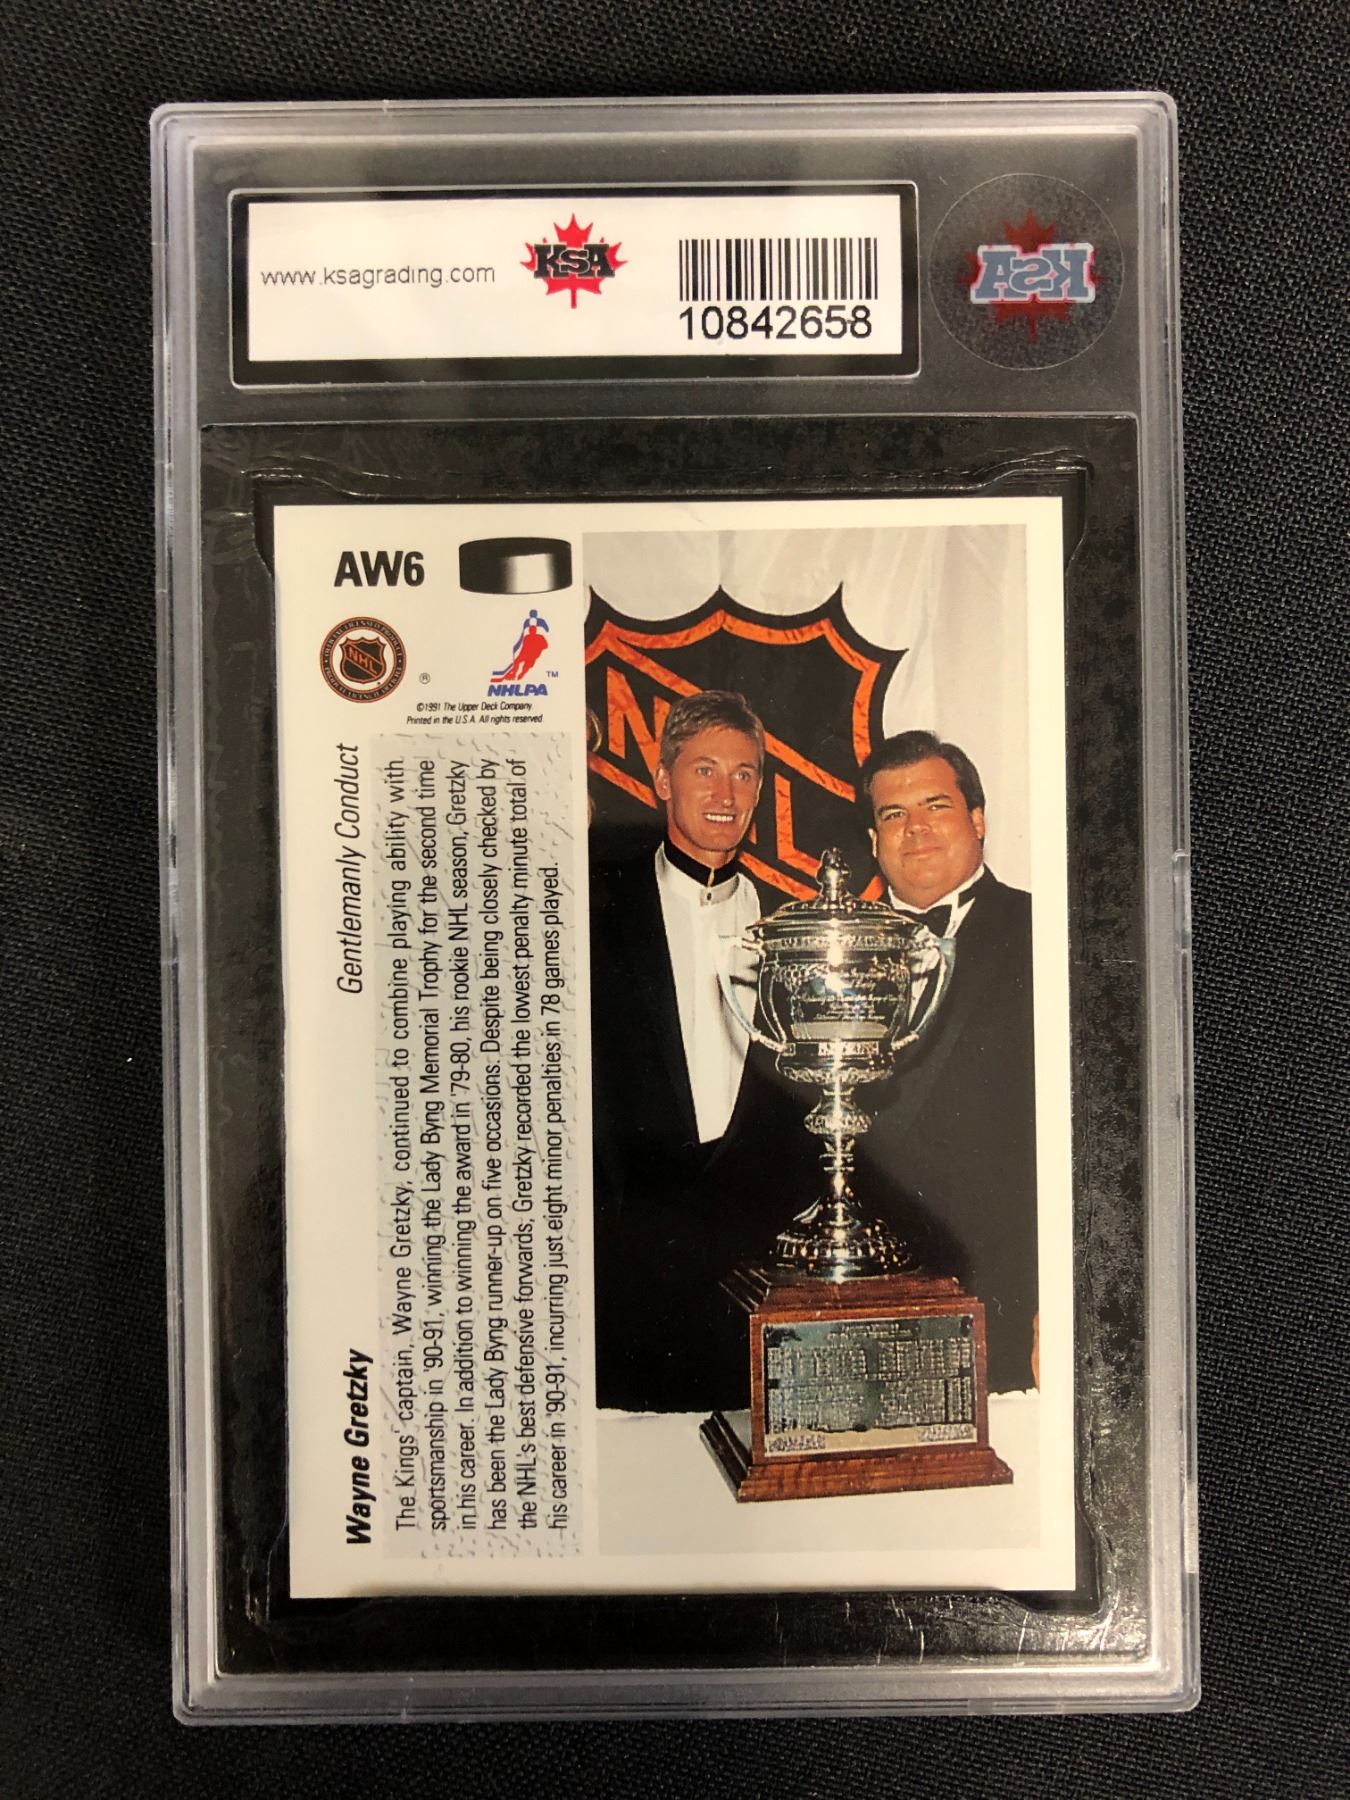 www.ksagrading.com
KSA
10842658
KSA
AW6
NHL
®
NHLPA
TM
©1991 The Upper Deck Company
Printed in the U.S.A. All rights reserved.
Wayne Gretzky
Gentlemanly Conduct
The Kings' captain, Wayne Gretzky, continued to combine playing ability with
sportsmanship in '90-91, winning the Lady Byng Memorial Trophy for the second time
in his career. In addition to winning the award in '79-80, his rookie NHL season, Gretzky
has been the Lady Byng runner-up on five occasions. Despite being closely checked by
the NHL's best defensive forwards, Gretzky recorded the lowest penalty minute total of
his career in '90-91, incurring just eight minor penalties in 78 games played.
NHL